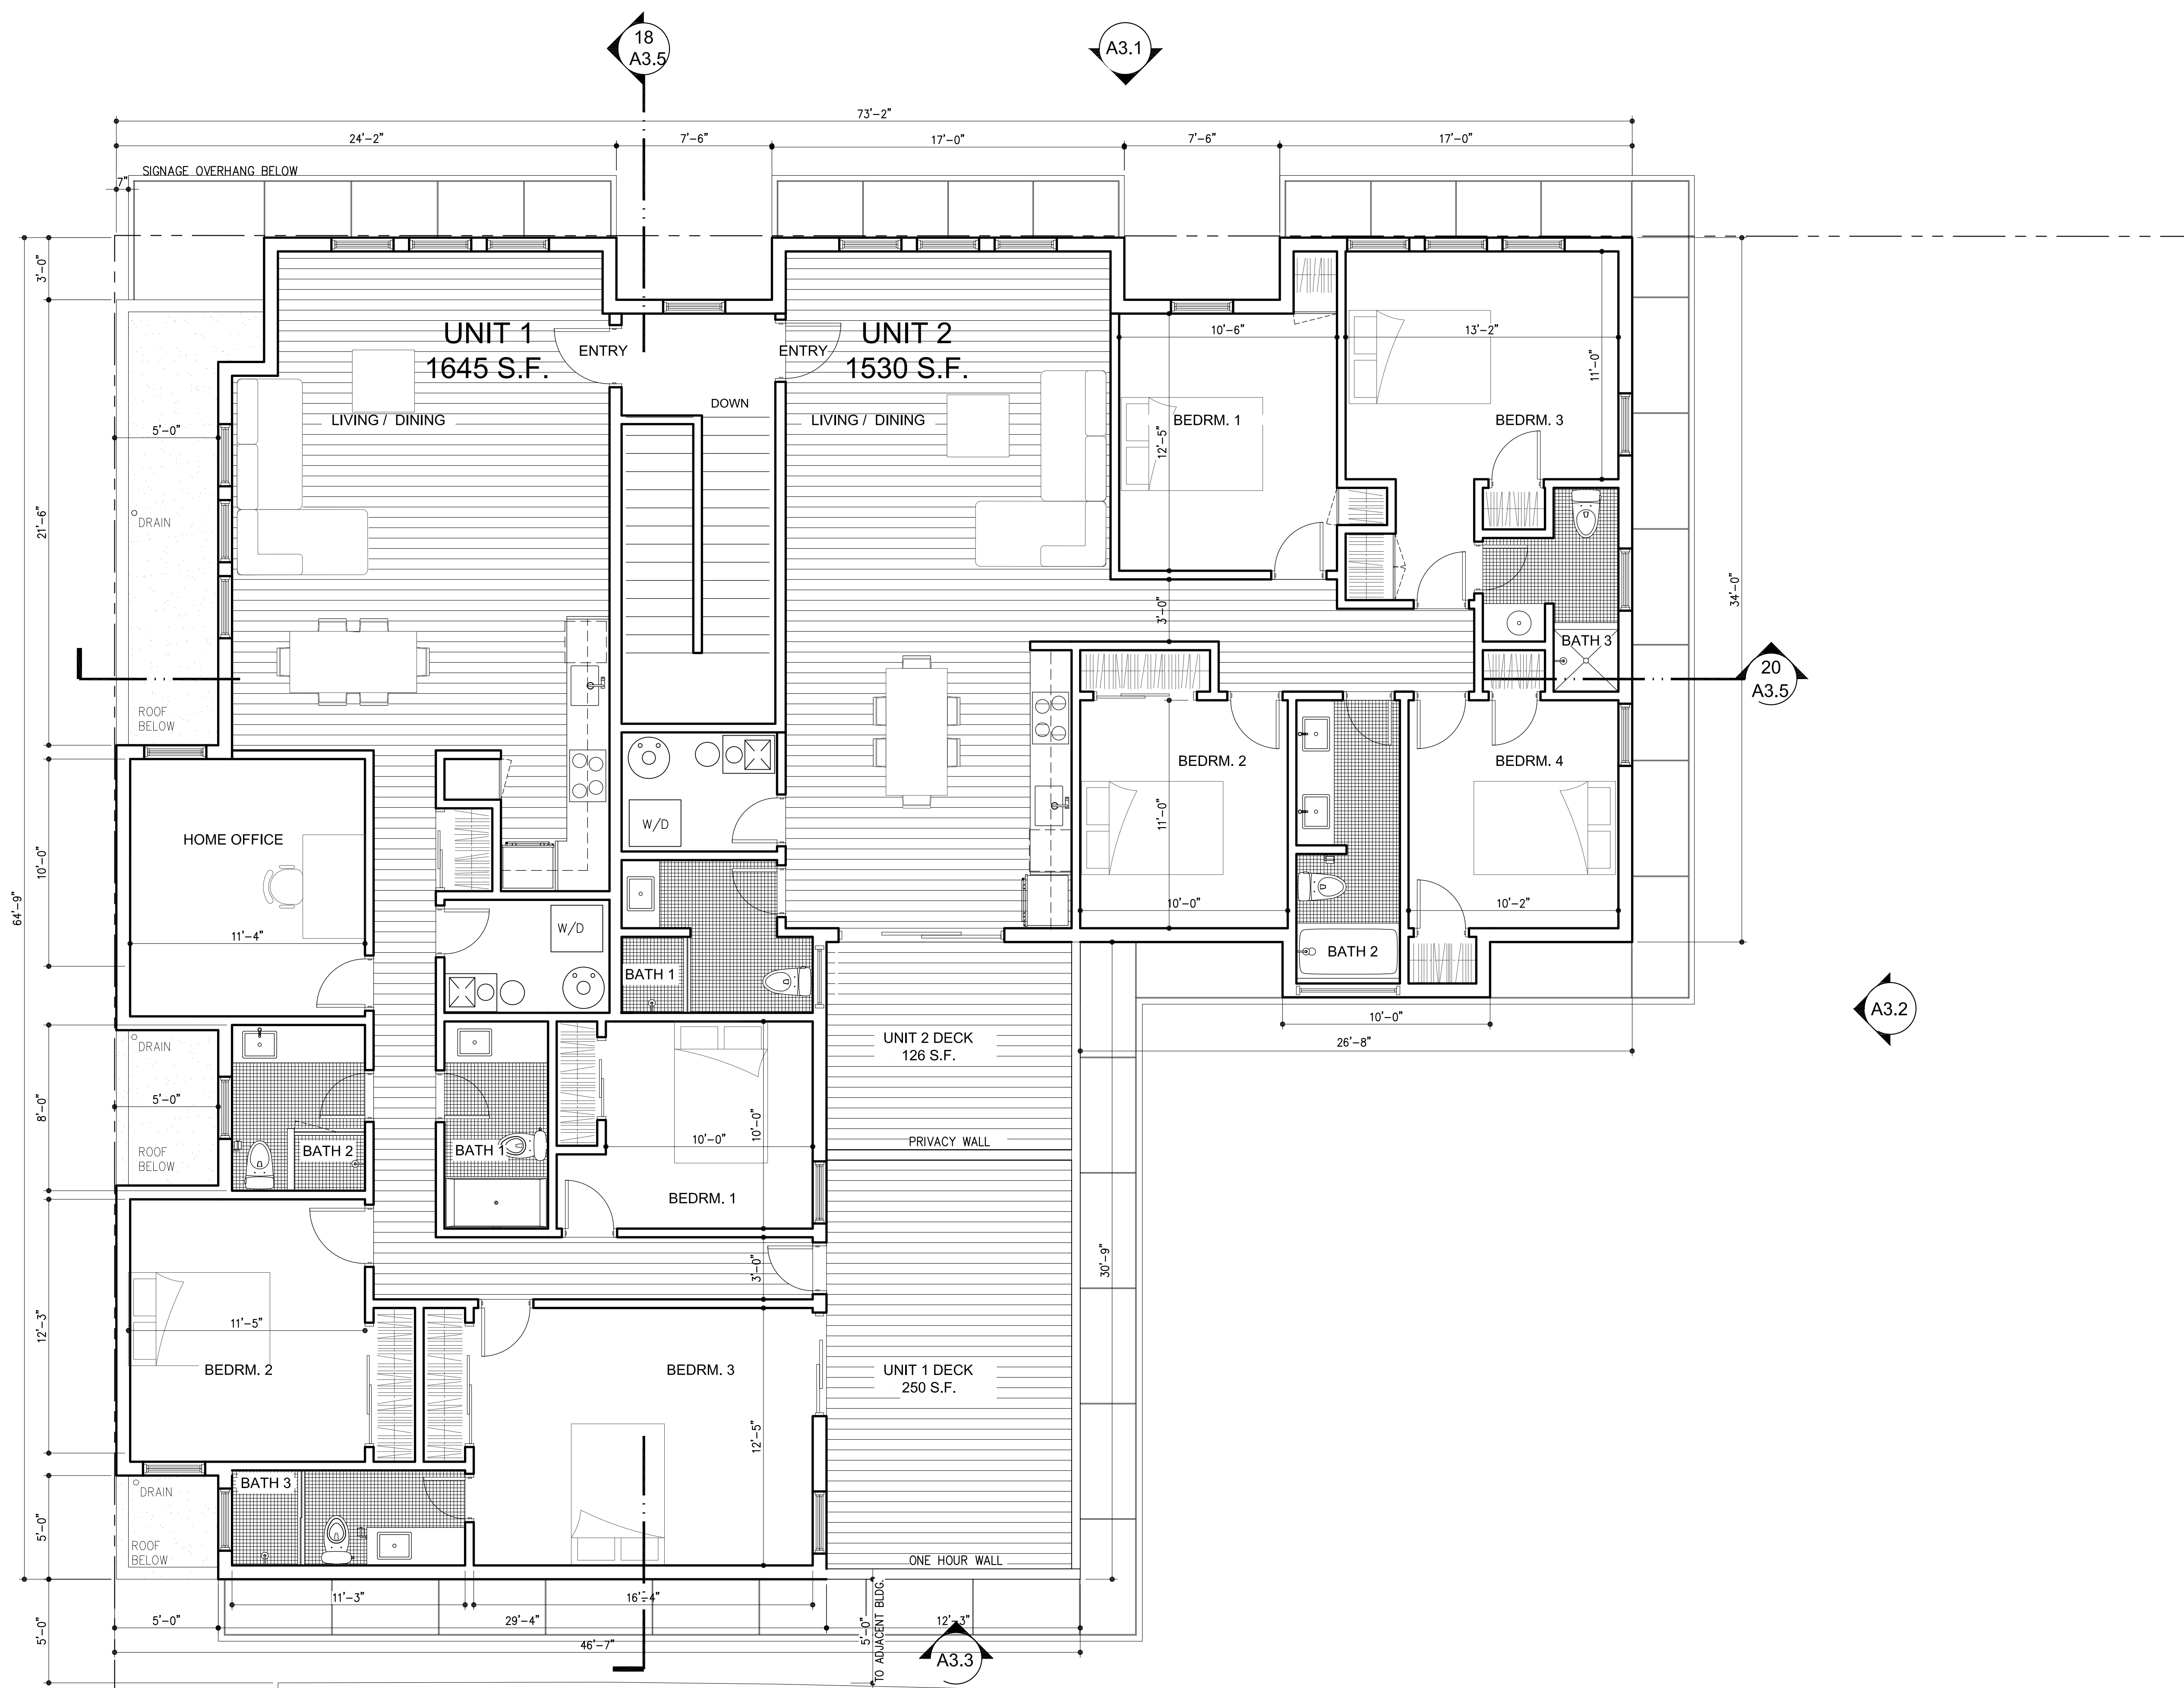 18
A3.5
A3.1
73'-2"
24'-2"
7'-6"
17'-0"
7'-6"
17'-0"
SIGNAGE OVERHANG BELOW
7"
3'-0"
UNIT 1
1645 S.F.
ENTRY
ENTRY
UNIT 2
1530 S.F.
10'-6"
13'-2"
11'-0"
DOWN
LIVING / DINING
LIVING / DINING
BEDRM. 1
BEDRM. 3
5'-0"
12'-5"
21'-6"
DRAIN
34'-0"
3'-0"
BATH 3
20
A3.5
ROOF
BELOW
BEDRM. 2
BEDRM. 4
HOME OFFICE
W/D
11'-0"
10'-0"
64'-9"
10'-0"
10'-2"
11'-4"
W/D
BATH 1
BATH 2
A3.2
10'-0"
UNIT 2 DECK
126 S.F.
26'-8"
DRAIN
5'-0"
8'-0"
10'-0"
10'-0"
PRIVACY WALL
ROOF
BELOW
BATH 2
BATH 1
BEDRM. 1
3'-0"
30'-9"
12'-3"
11'-5"
BEDRM. 2
BEDRM. 3
UNIT 1 DECK
250 S.F.
12'-5"
BATH 3
DRAIN
5'-0"
ROOF
BELOW
ONE HOUR WALL
11'-3"
16'-4"
5'-0"
29'-4"
12'-3"
5'-0"
5'-0"
TO ADJACENT BLDG.
46'-7"
A3.3